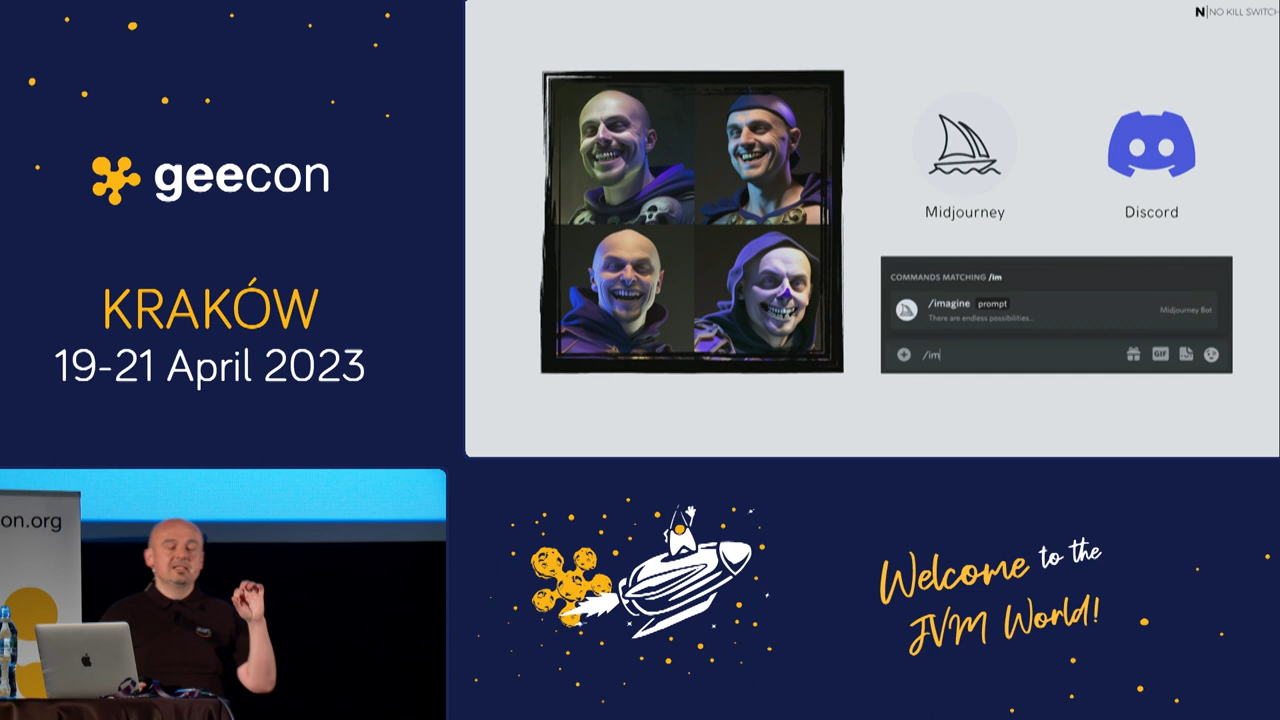 geecon
KRAKÓW
19-21 April 2023
N|NO KILL SWITCH
Midjourney
Discord
COMMANDS MATCHING /im
/imagine prompt
There are endless possibilities...
Midjourney Bot
/im
GIF
on.org
Welcome to the
JVM World!